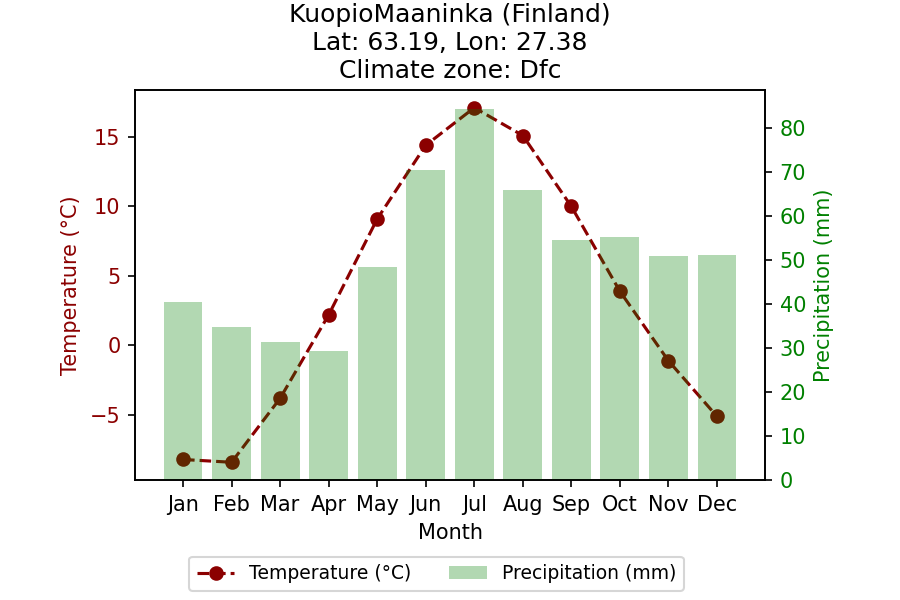 KuopioMaaninka (Finland)
Lat: 63.19, Lon: 27.38
Climate zone: Dfc
15
10
5
0
−5
Temperature (°C)
80
70
60
50
40
30
20
10
0
Precipitation (mm)
Jan Feb Mar Apr May Jun Jul Aug Sep Oct Nov Dec
Month
Temperature (°C) Precipitation (mm)